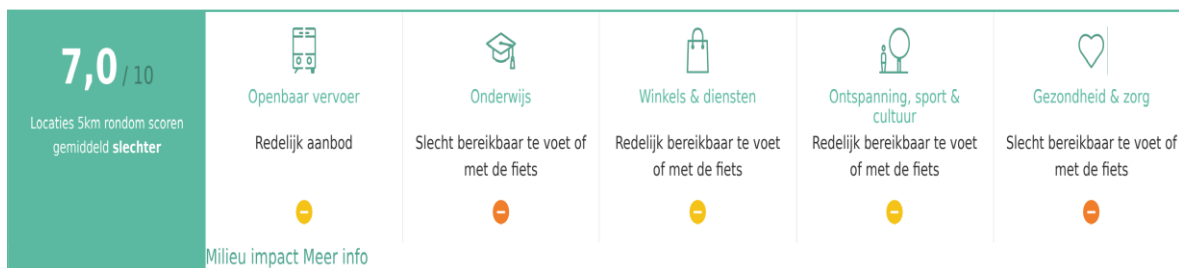 7,0 / 10
Locaties 5km rondom scoren
gemiddeld slechter
Openbaar vervoer
Redelijk aanbod
Onderwijs
Slecht bereikbaar te voet of
met de fiets
Winkels & diensten
Redelijk bereikbaar te voet
of met de fiets
Ontspanning, sport &
cultuur
Redelijk bereikbaar te voet
of met de fiets
Gezondheid & zorg
Slecht bereikbaar te voet of
met de fiets
Milieu impact Meer info